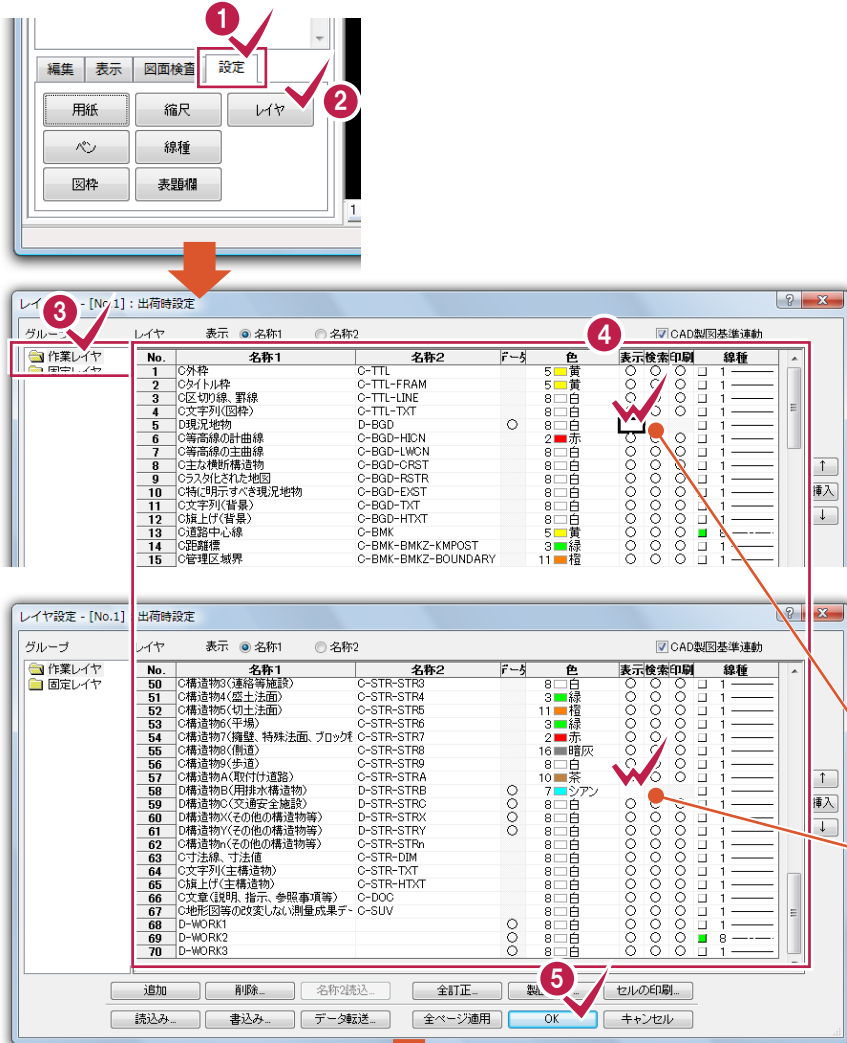 1
編集 表示 図面検査 設定
2
用紙 縮尺 レイヤ
ペン 線種
図枠 表題欄
1
3
- [No.1] : 出荷時設定
レイヤ 表示 名称1 名称2 CAD製図基準連動
4
作業レイヤ
固定レイヤ
No. 名称1 名称2 データ 色 表示 検索 印刷 線種
1 C外枠 C-TTL 5 黄 ○ ○ ○ 1
2 Cタイトル枠 C-TTL-FRAM 5 黄 ○ ○ ○ 1
3 C区切り線、罫線 C-TTL-LINE 8 白 ○ ○ ○ 1
4 C文字列(図枠) C-TTL-TXT 8 白 ○ ○ 1
5 D現況地物 D-BGD ○ 8 白 1
6 C等高線の計曲線 C-BGD-HICN 2 赤 ○ ○ ○ 1
7 C等高線の主曲線 C-BGD-LWCN 8 白 ○ ○ ○ 1
8 C主な横断構造物 C-BGD-CRST 8 白 ○ ○ ○ 1
9 Cラスタ化された地図 C-BGD-RSTR 8 白 ○ ○ ○ 1
10 C特に明示すべき現況地物 C-BGD-EXST 8 白 ○ ○ ○ 1
11 C文字列(背景) C-BGD-TXT 8 白 ○ ○ ○ 1
12 C旗上げ(背景) C-BGD-HTXT 8 白 ○ ○ ○ 1
13 C道路中心線 C-BMK 5 黄 ○ ○ ○ 8
14 C距離標 C-BMK-BMKZ-KMPOST 3 緑 ○ ○ ○ 1
15 C管理区域界 C-BMK-BMKZ-BOUNDARY 11 橙 ○ ○ ○ 1
↑
挿入
↓
レイヤ設定 - [No.1] : 出荷時設定
グループ レイヤ 表示 名称1 名称2 CAD製図基準連動
作業レイヤ
固定レイヤ
No. 名称1 名称2 データ 色 表示 検索 印刷 線種
50 C構造物3(連絡等施設) C-STR-STR3 8 白 ○ ○ ○ 1
51 C構造物4(盛土法面) C-STR-STR4 3 緑 ○ ○ ○ 1
52 C構造物5(切土法面) C-STR-STR5 11 橙 ○ ○ ○ 1
53 C構造物6(平場) C-STR-STR6 3 緑 ○ ○ ○ 1
54 C構造物7(擁壁、特殊法面、ブロック積 C-STR-STR7 2 赤 ○ ○ ○ 1
55 C構造物8(側道) C-STR-STR8 16 暗灰 ○ ○ ○ 1
56 C構造物9(歩道) C-STR-STR9 8 白 ○ ○ 1
57 C構造物A(取付け道路) C-STR-STRA 10 茶 ○ ○ 1
58 D構造物B(用排水構造物) D-STR-STRB ○ 7 シアン 1
59 D構造物C(交通安全施設) D-STR-STRC ○ 8 白 ○ ○ ○ 1
60 D構造物X(その他の構造物等) D-STR-STRX ○ 8 白 ○ ○ ○ 1
61 D構造物Y(その他の構造物等) D-STR-STRY ○ 8 白 ○ ○ ○ 1
62 C構造物n(その他の構造物等) C-STR-STRn 8 白 ○ ○ ○ 1
63 C寸法線、寸法値 C-STR-DIM 8 白 ○ ○ ○ 1
64 C文字列(主構造物) C-STR-TXT 8 白 ○ ○ ○ 1
65 C旗上げ(主構造物) C-STR-HTXT 8 白 ○ ○ ○ 1
66 C文章(説明、指示、参照事項等) C-DOC 8 白 ○ ○ ○ 1
67 C地形図等の改変しない測量成果デー C-SUV 8 白 ○ ○ ○ 1
68 D-WORK1 ○ 8 白 ○ ○ ○ 1
69 D-WORK2 ○ 8 白 ○ ○ ○ 8
70 D-WORK3 ○ 8 白 ○ ○ ○ 1
↑
挿入
↓
5
追加 削除... 名称2読込... 全訂正... セルの印刷...
読込み... 書込み... データ転送... 全ページ適用 OK キャンセル